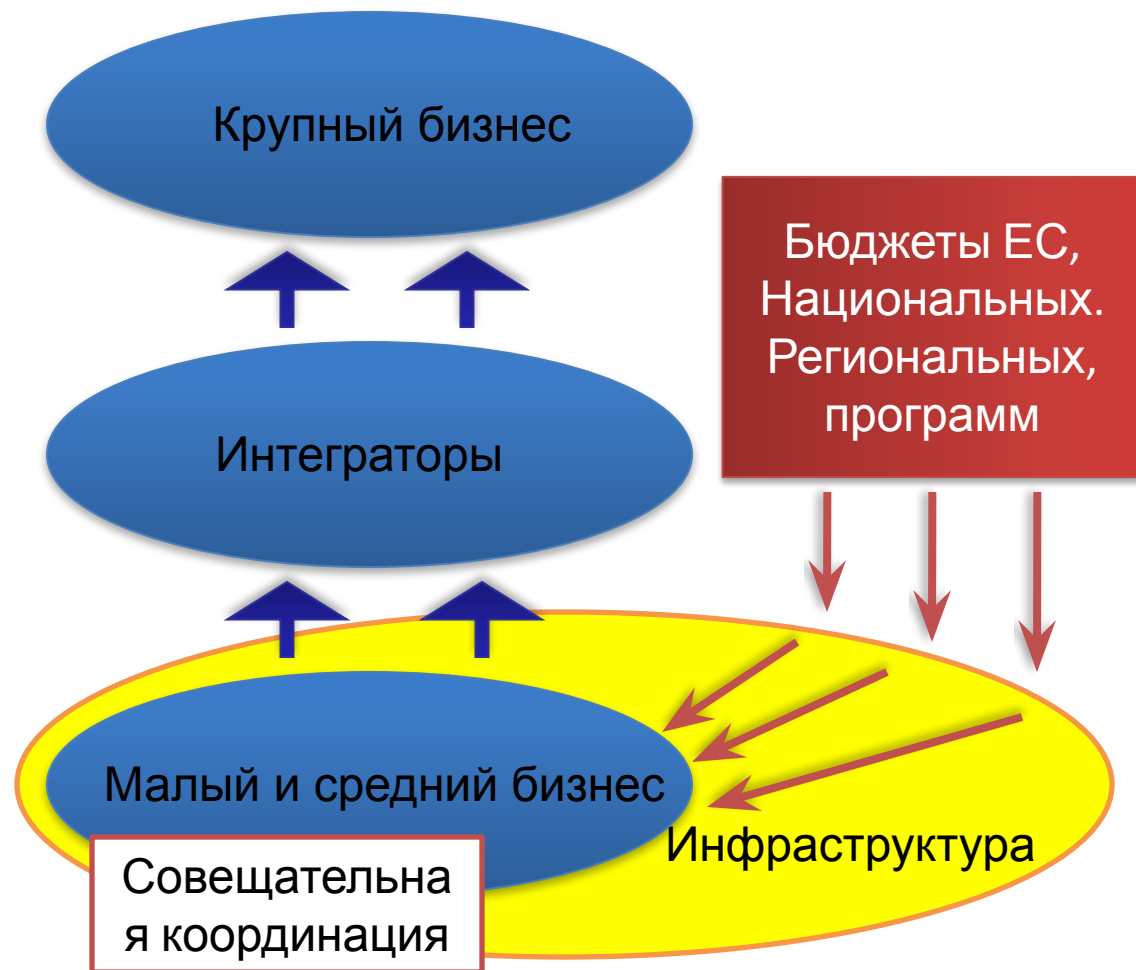 Крупный бизнес
Бюджеты ЕС,
Национальных.
Региональных,
программ
Интеграторы
Малый и средний бизнес
Инфраструктура
Совещательна
я координация